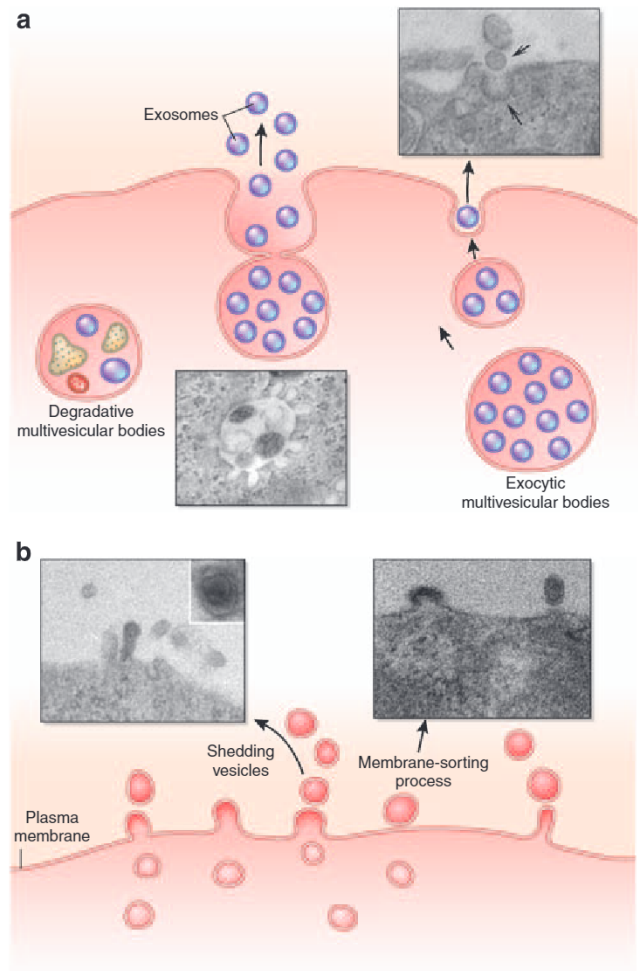 a
Exosomes
Degradative
multivesicular bodies
Exocytic
multivesicular bodies
b
Shedding
vesicles
Membrane-sorting
process
Plasma
membrane